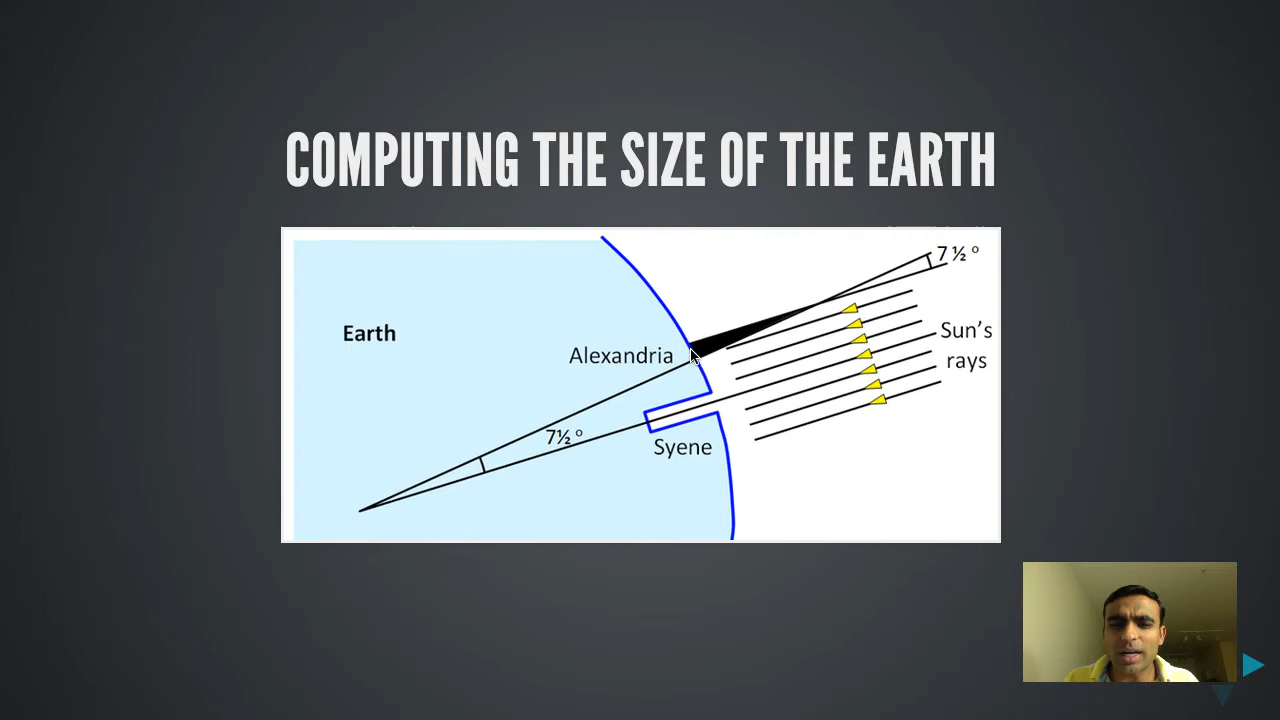 COMPUTING THE SIZE OF THE EARTH
7 ½ º
Earth
Sun's
rays
Alexandria
7½ º
Syene